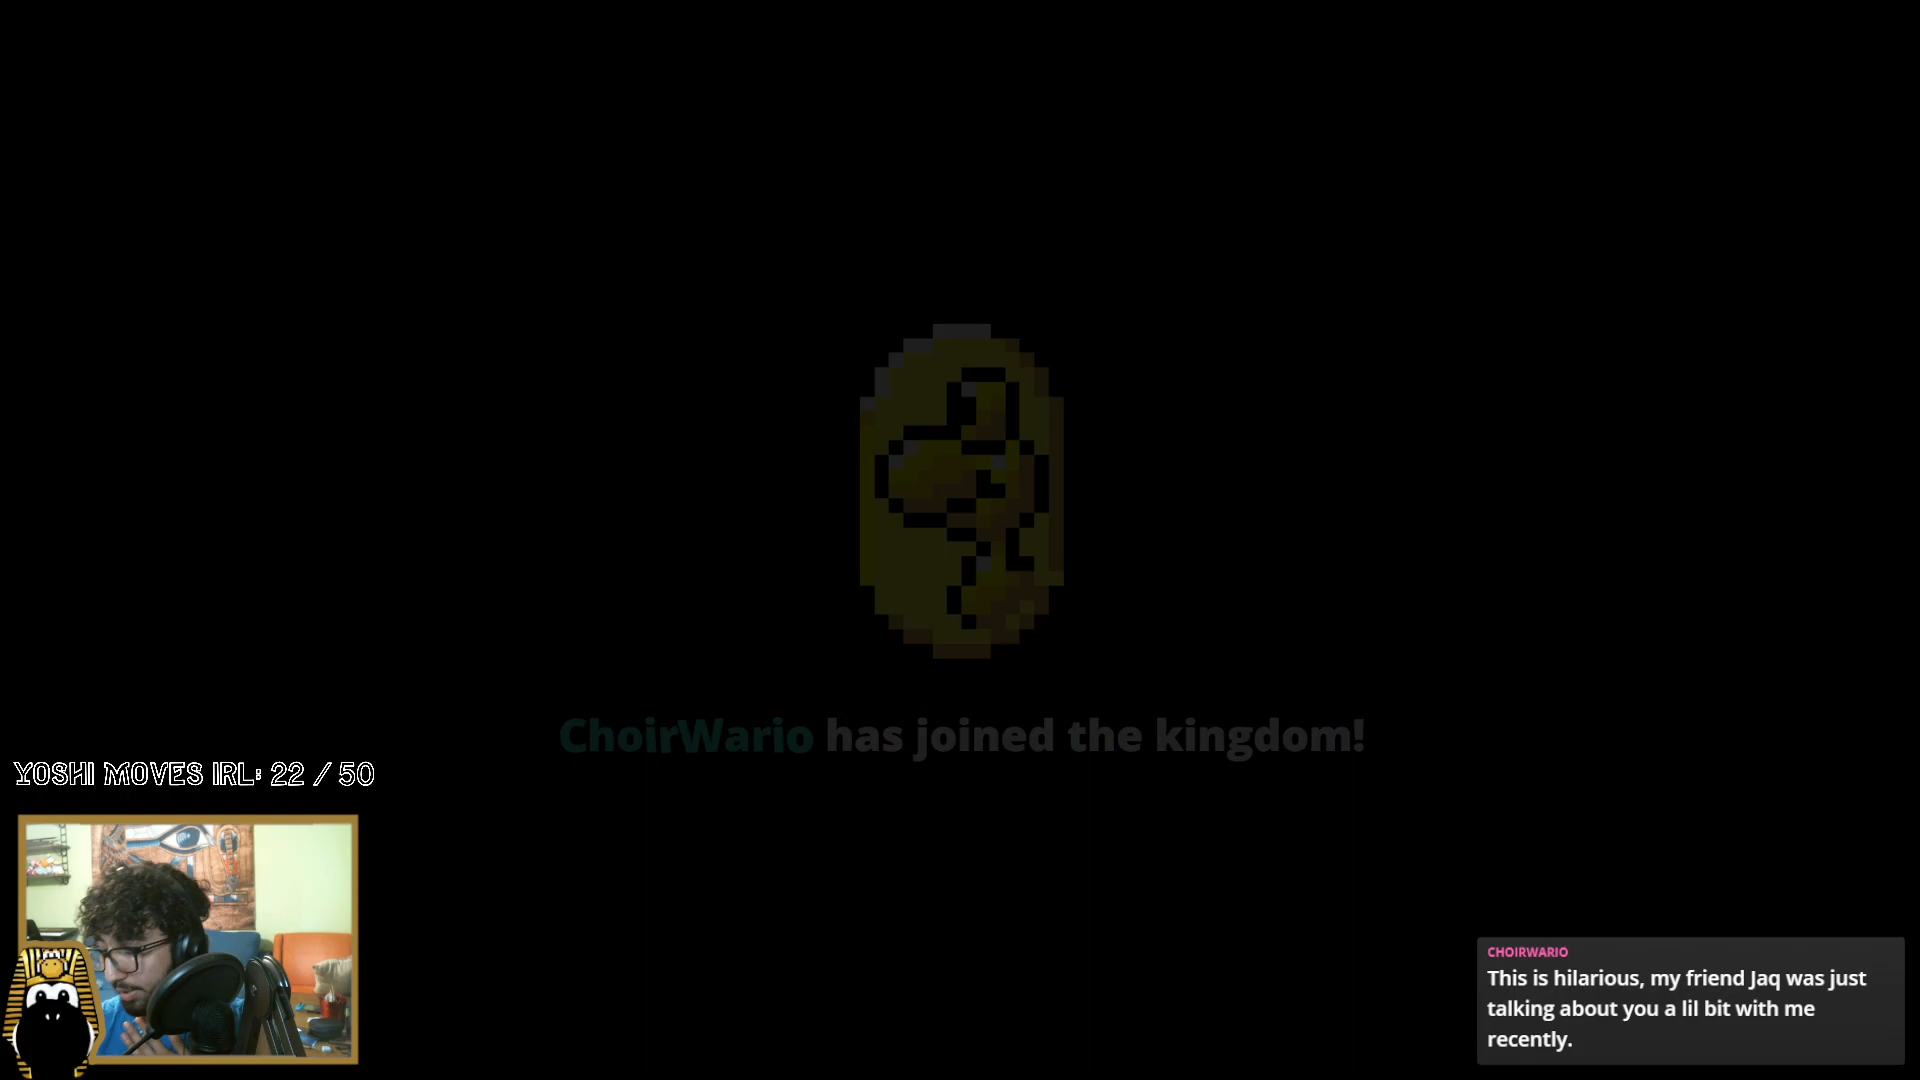 ChoirWario has joined the kingdom!
YOSHI MOVES IRL: 22 / 50
CHOIRWARIO
This is hilarious, my friend Jaq was just
talking about you a lil bit with me
recently.